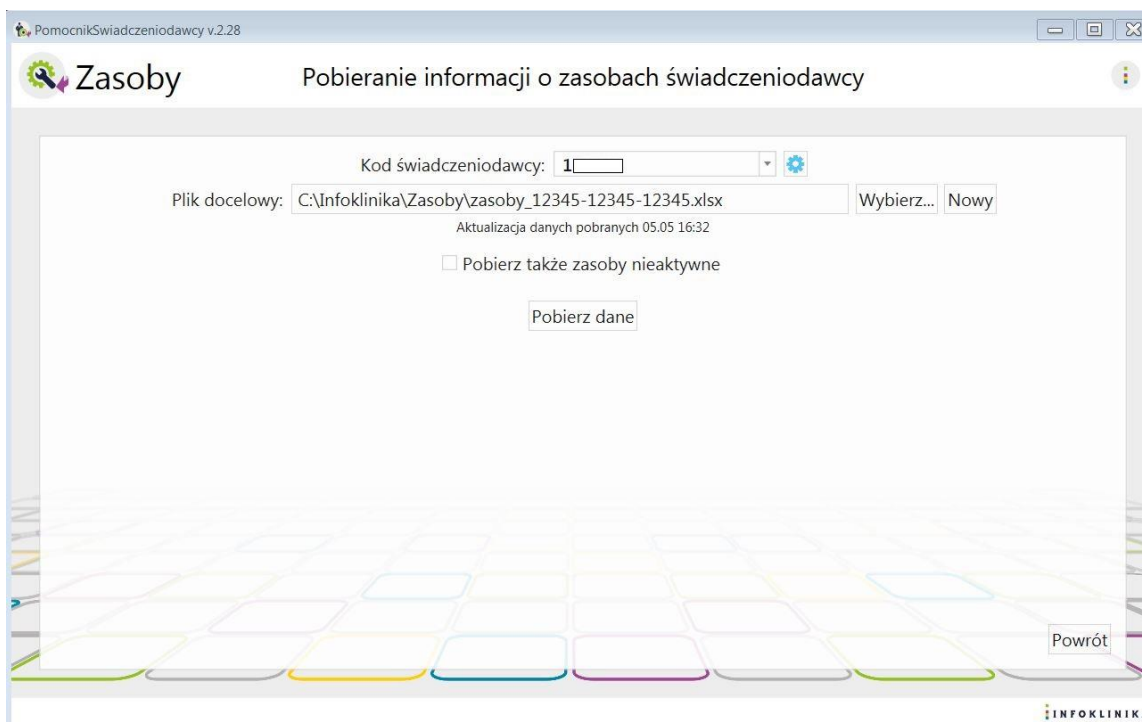 PomocnikSwiadczeniodawcy v.2.28
Zasoby Pobieranie informacji o zasobach świadczeniodawcy
Kod świadczeniodawcy: 1
Plik docelowy: C:\Infoklinika\Zasoby\zasoby_12345-12345-12345.xlsx Wybierz... Nowy
Aktualizacja danych pobranych 05.05 16:32
Pobierz także zasoby nieaktywne
Pobierz dane
Powrót
INFOKLINIK